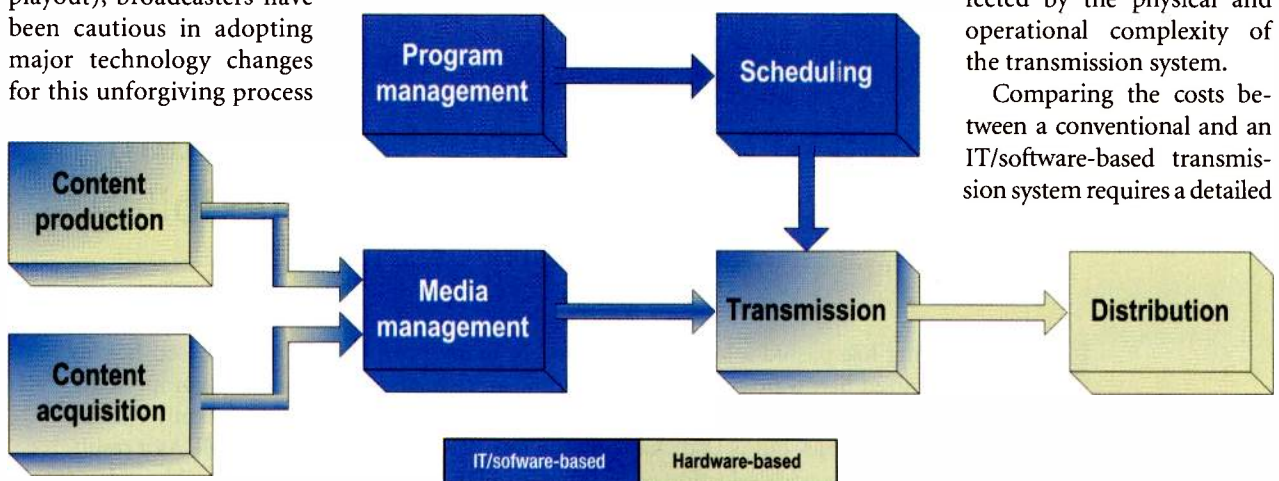 playout), broadcasters have
been cautious in adopting
major technology changes
for this unforgiving process
fected by the physical and
operational complexity of
the transmission system.
Comparing the costs be-
tween a conventional and an
IT/software-based transmis-
sion system requires a detailed
Program
management
Scheduling
Content
production
Content
acquisition
Media
management
Transmission
Distribution
IT/sofware-based
Hardware-based